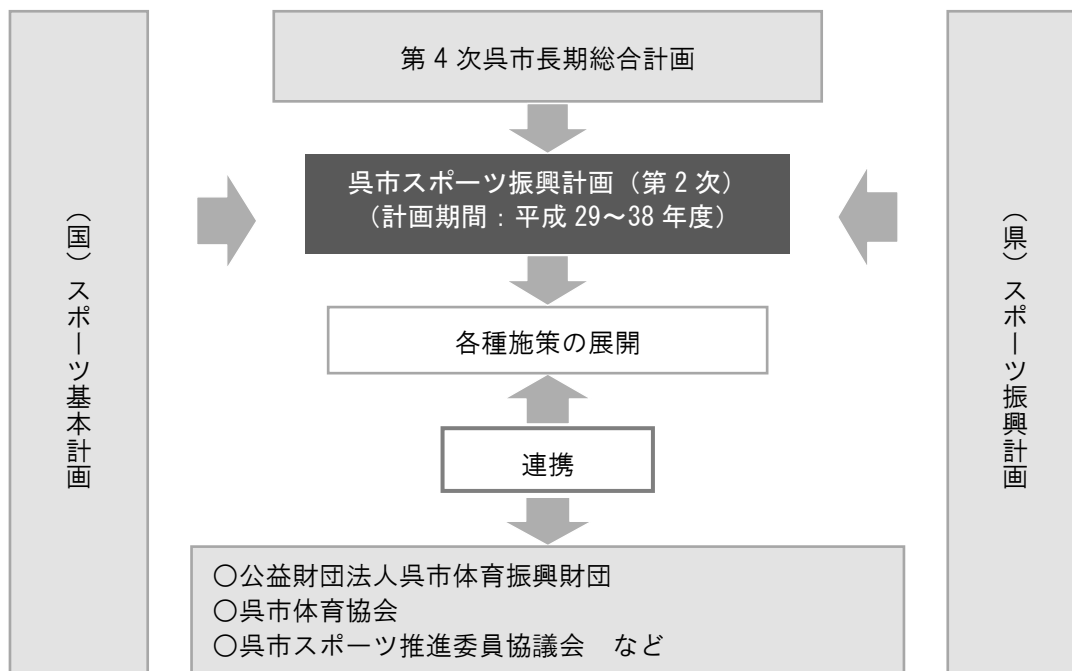 第4次呉市長期総合計画
呉市スポーツ振興計画（第2次）
（計画期間：平成29～38年度）
（国）スポーツ基本計画
（県）スポーツ振興計画
各種施策の展開
連携
○公益財団法人呉市体育振興財団
○呉市体育協会
○呉市スポーツ推進委員協議会　など